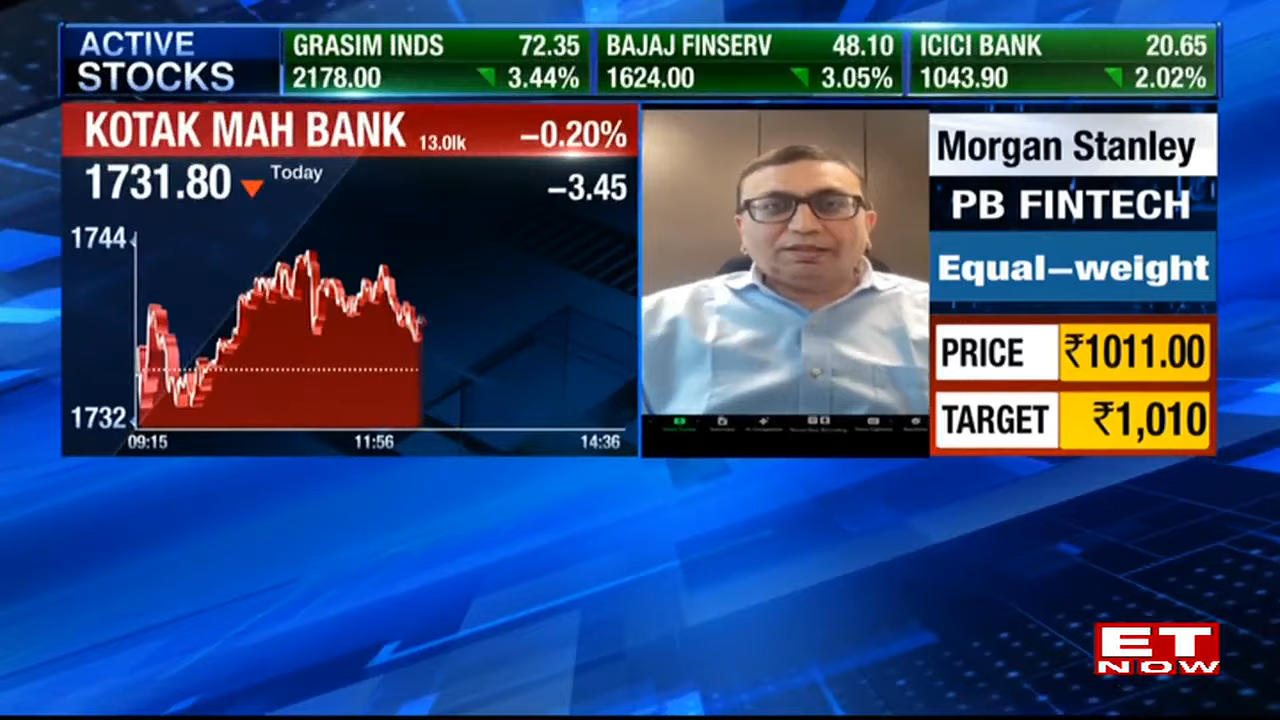 ACTIVE
STOCKS
GRASIM INDS 72.35
2178.00 3.44%
BAJAJ FINSERV 48.10
1624.00 3.05%
ICICI BANK 20.65
1043.90 2.02%
KOTAK MAH BANK 13.0lk −0.20%
1731.80 Today −3.45
1744
1732
09:15 11:56 14:36
Morgan Stanley
PB FINTECH
Equal−weight
PRICE ₹1011.00
TARGET ₹1,010
ET
NOW